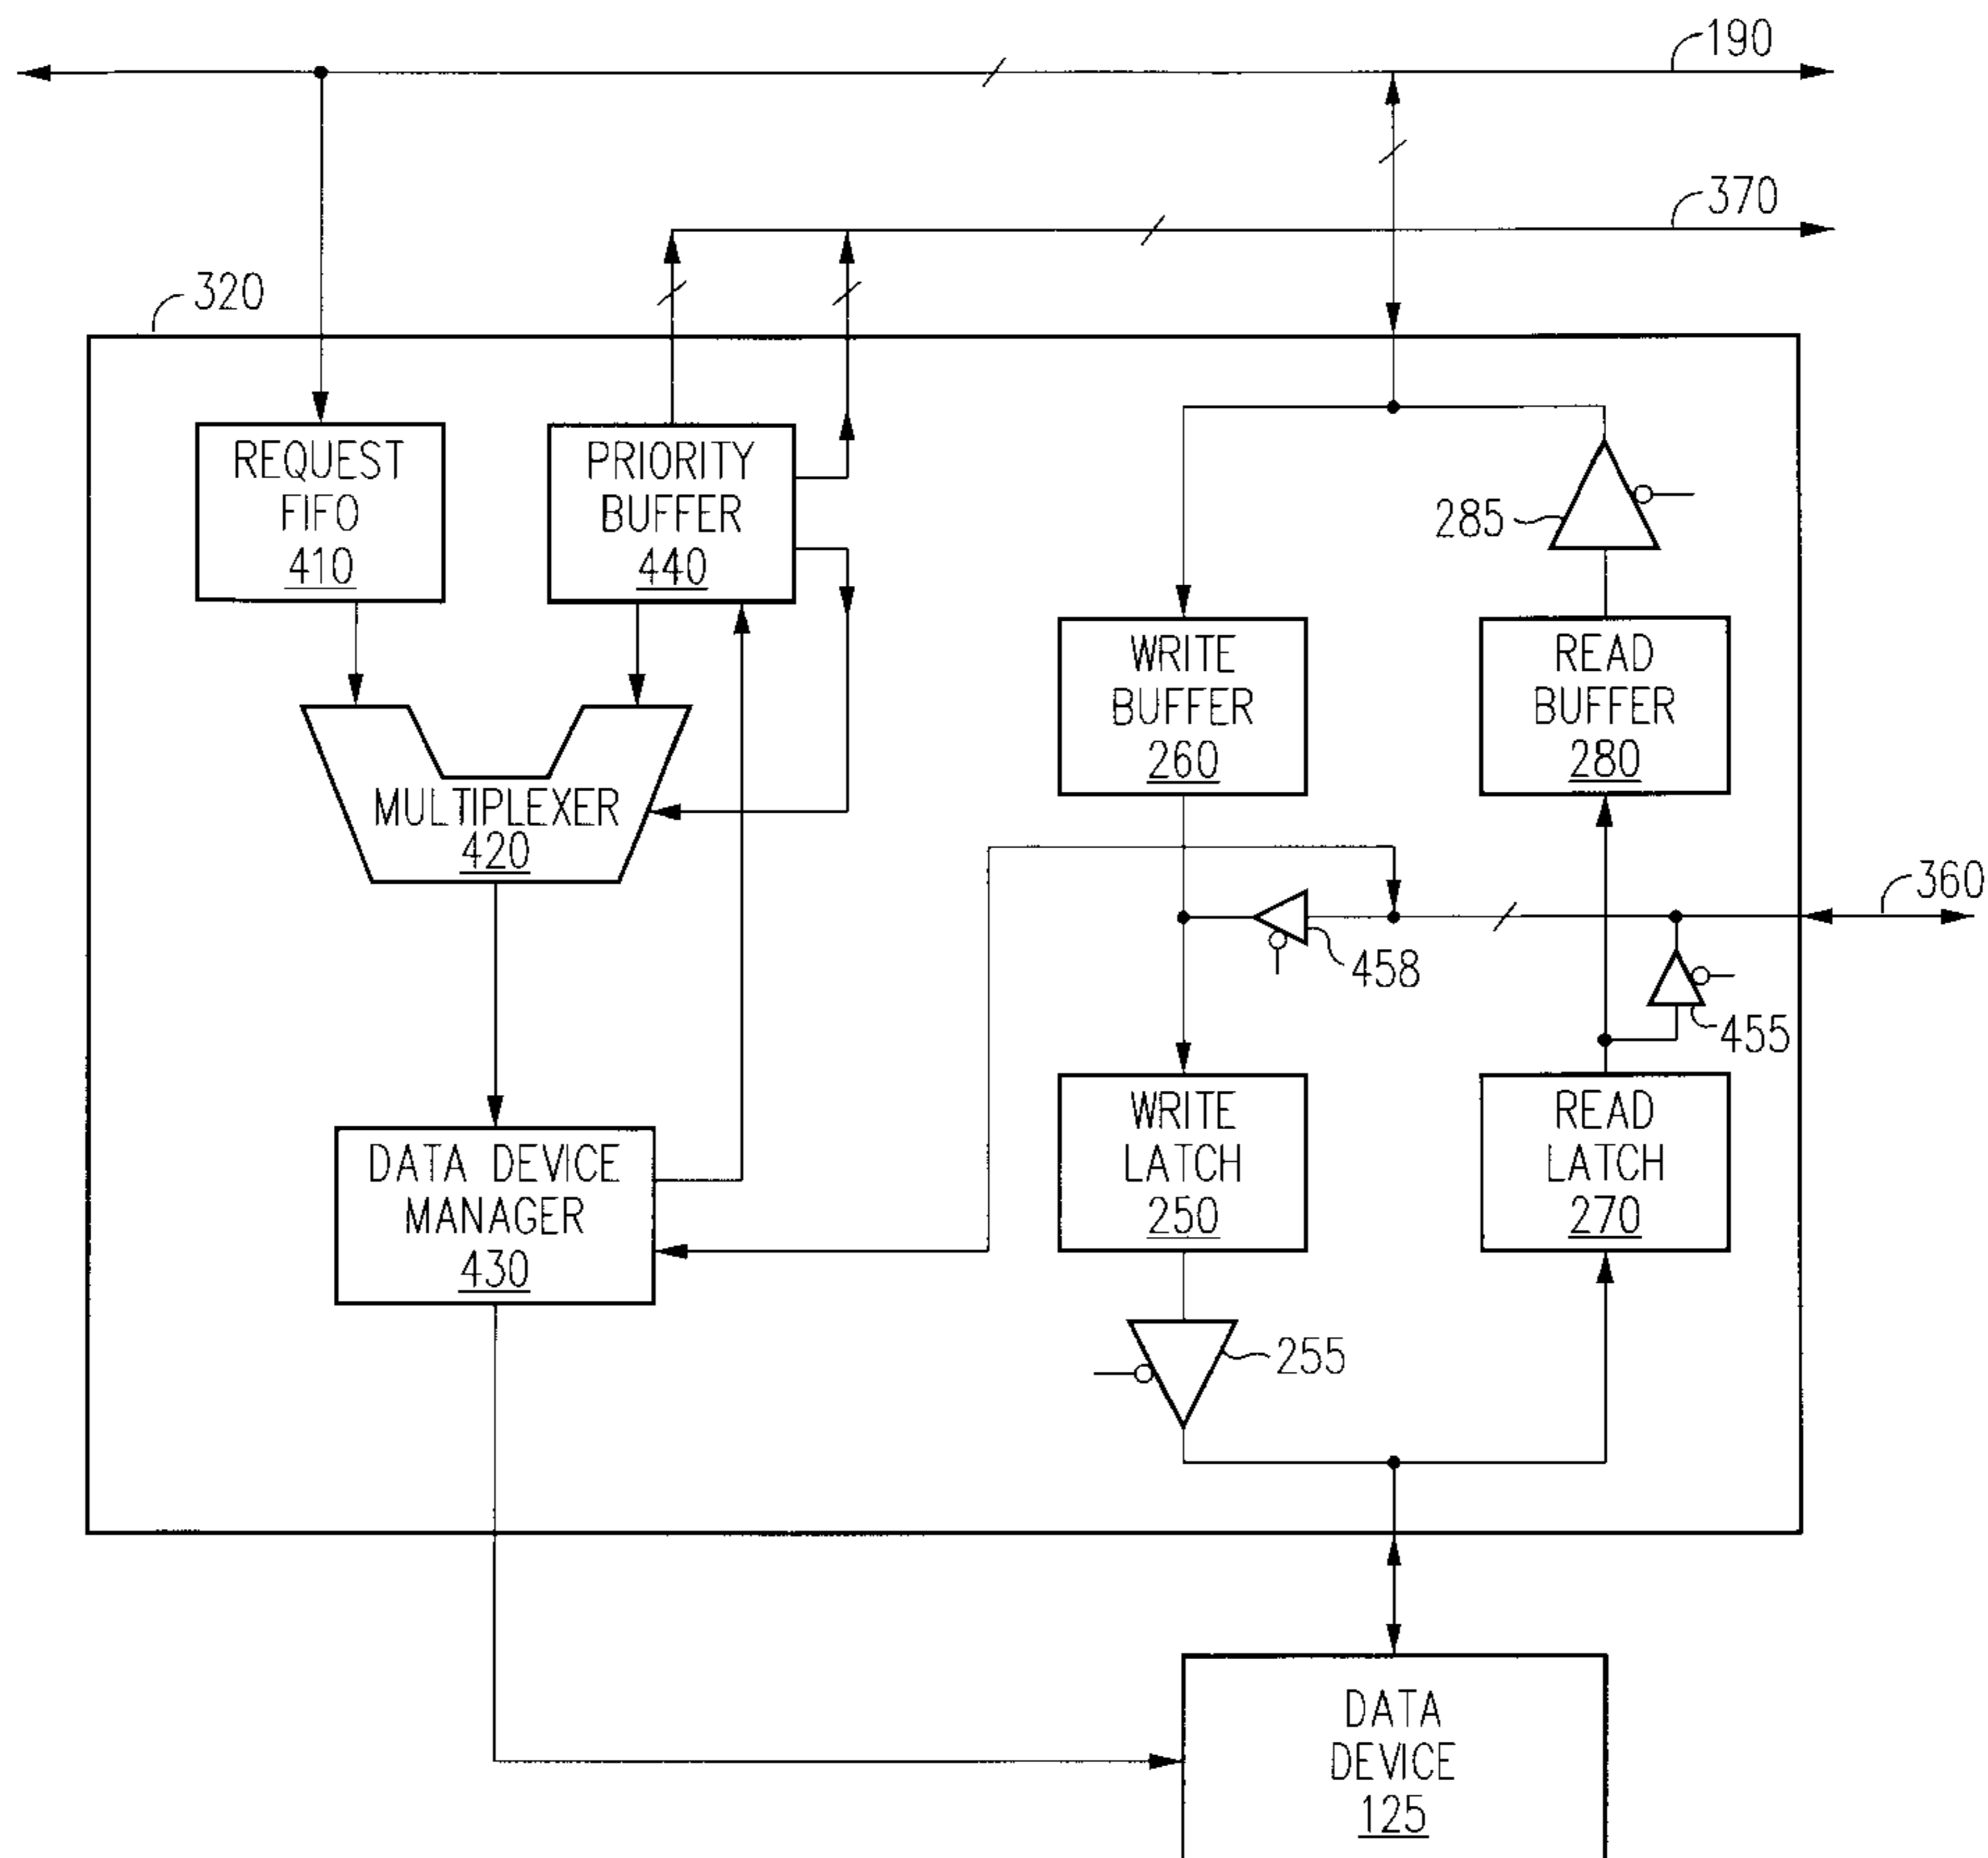 190
370
320
REQUEST
FIFO
410
PRIORITY
BUFFER
440
285
WRITE
BUFFER
260
READ
BUFFER
280
MULTIPLEXER
420
360
458
455
WRITE
LATCH
250
READ
LATCH
270
DATA DEVICE
MANAGER
430
255
DATA
DEVICE
125